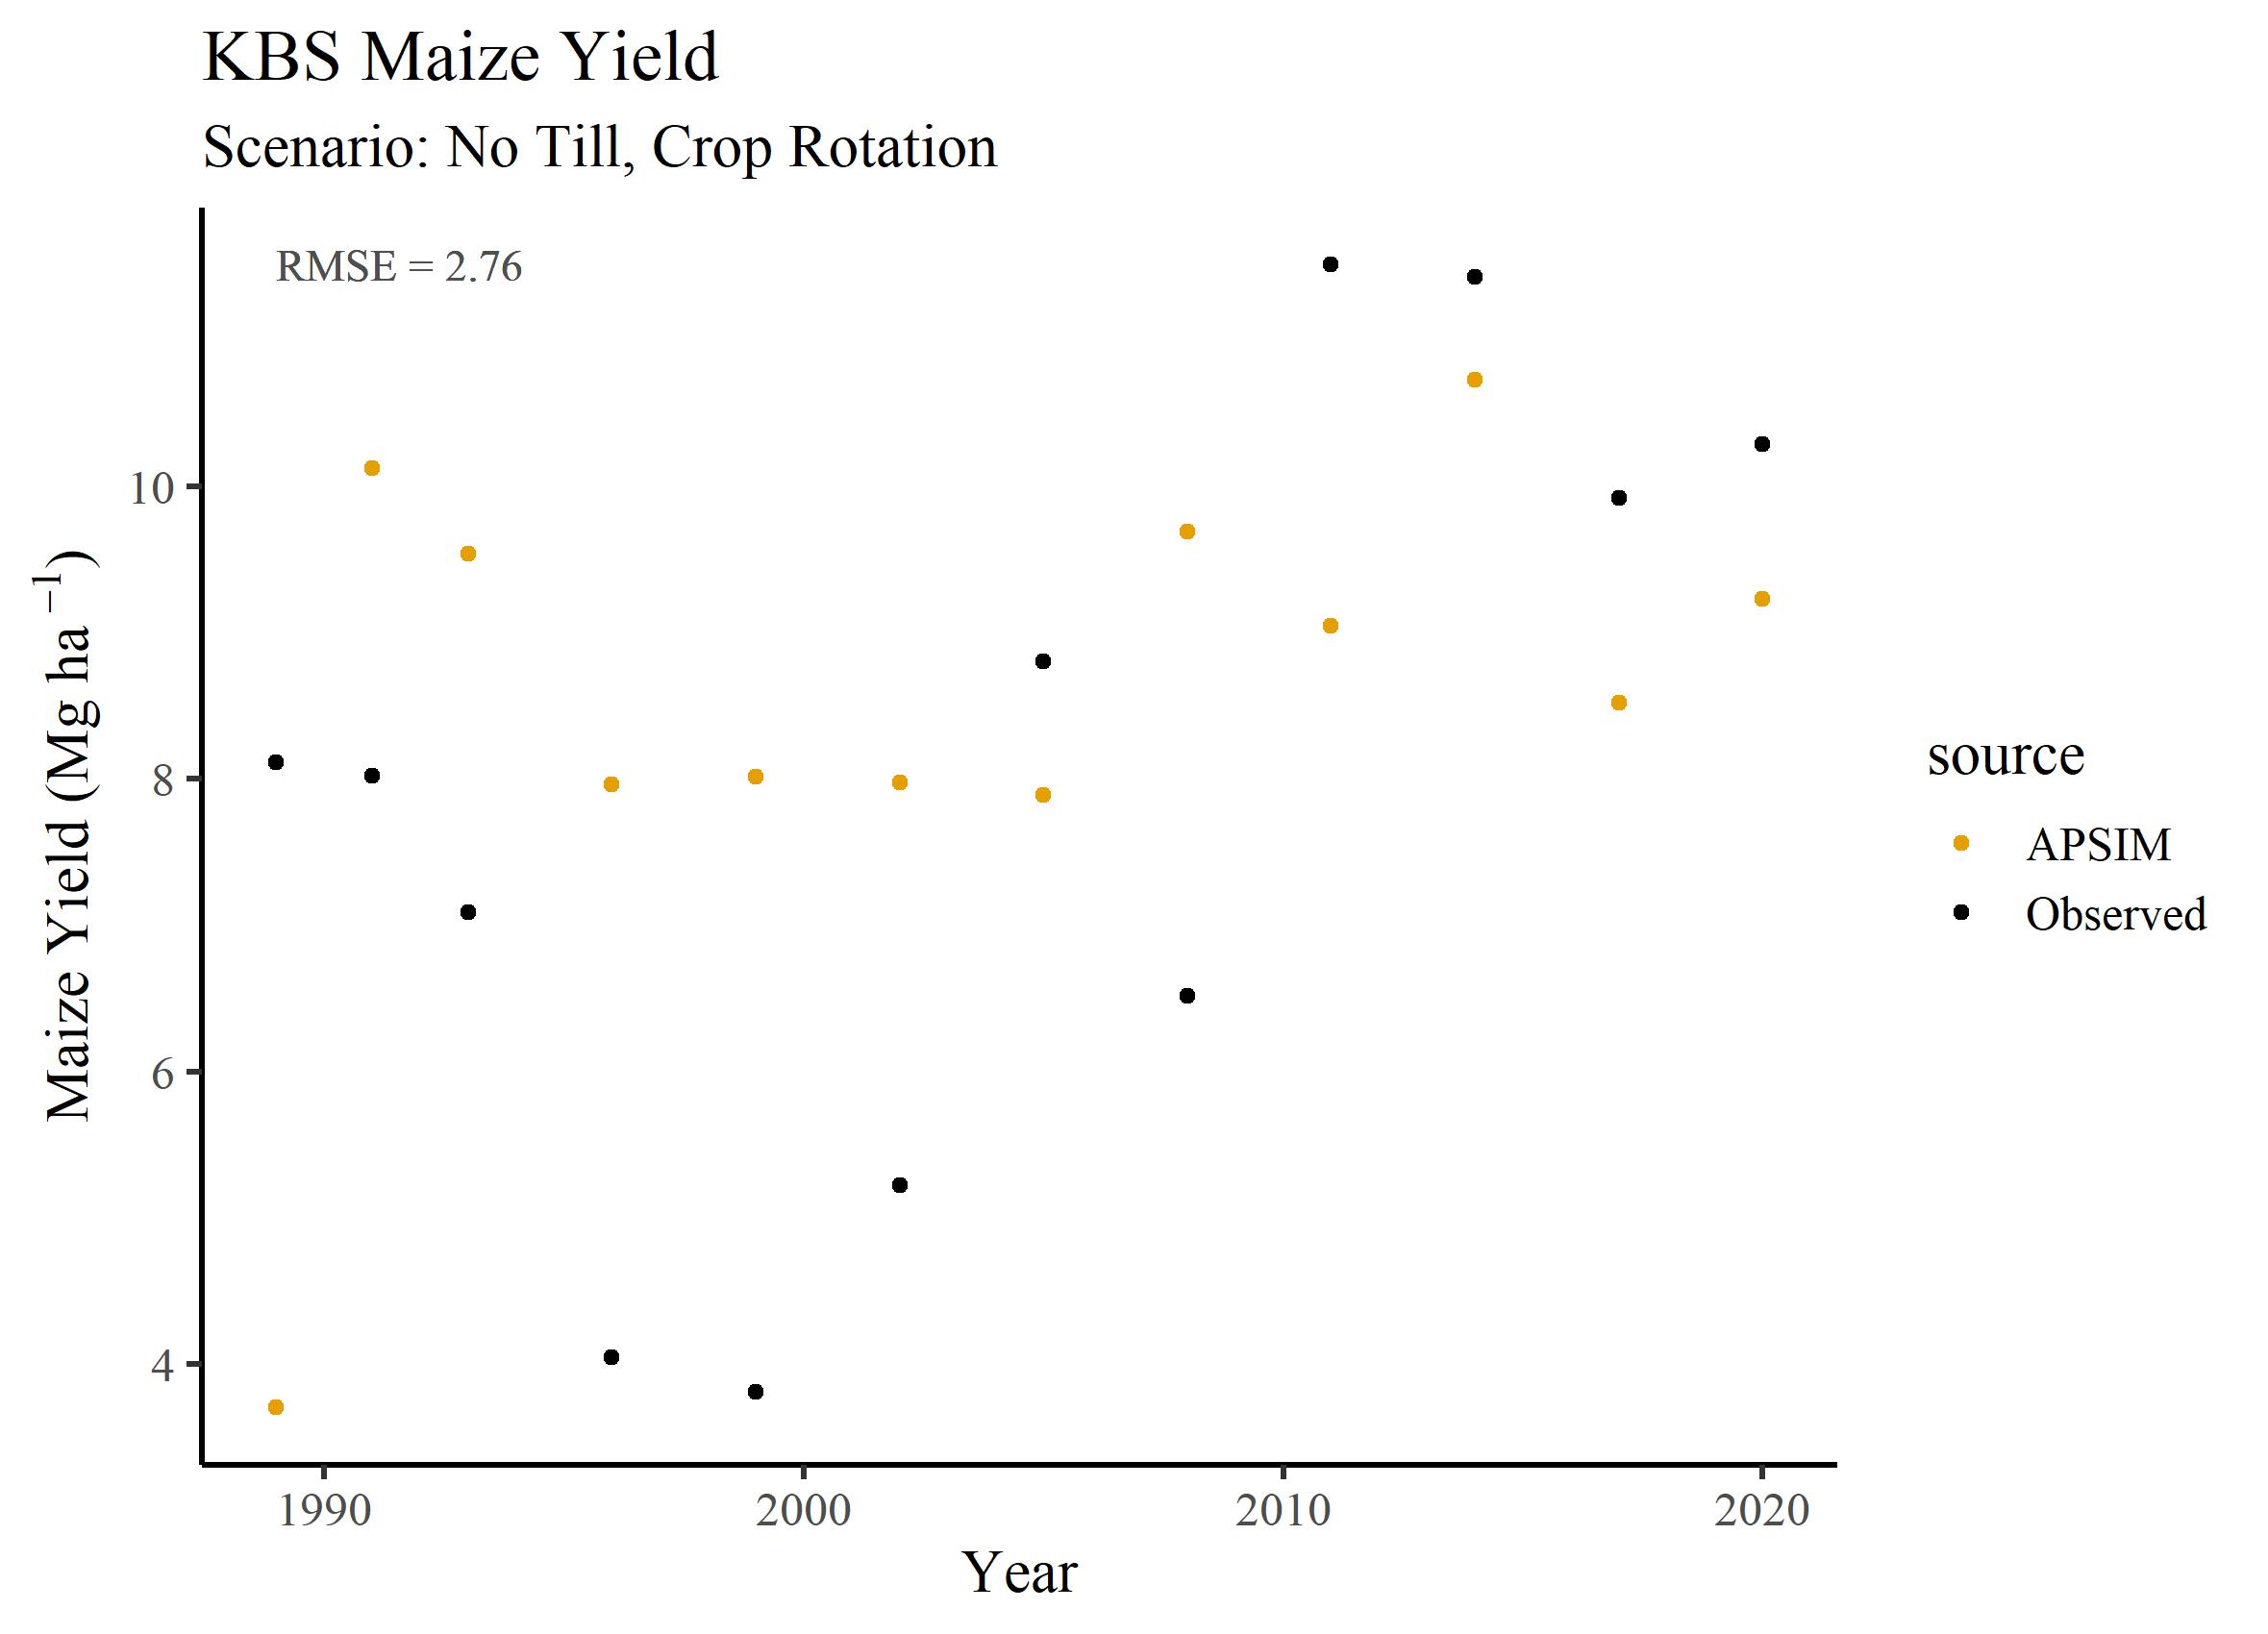 KBS Maize Yield
Scenario: No Till, Crop Rotation
RMSE = 2.76
Maize Yield (Mg ha⁻¹)
10
8
6
4
1990
2000
2010
2020
Year
source
APSIM
Observed